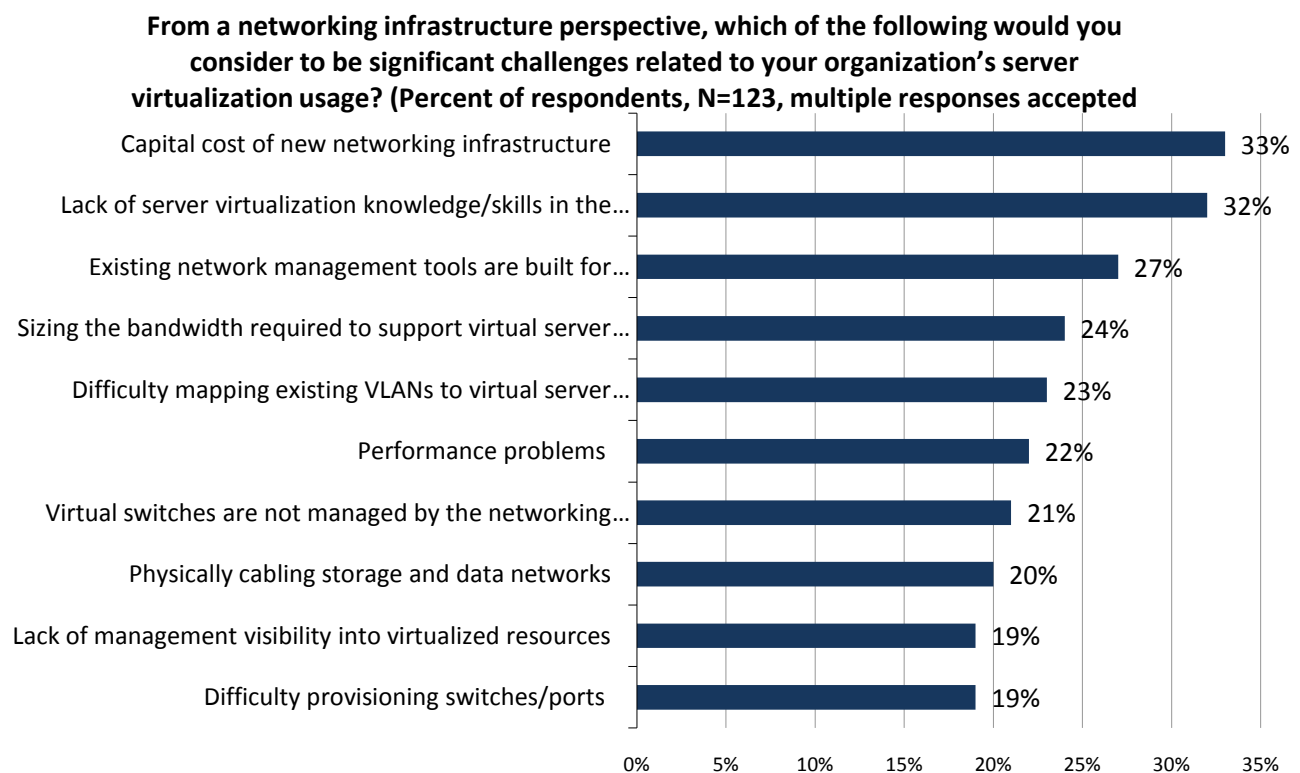 From a networking infrastructure perspective, which of the following would you
consider to be significant challenges related to your organization’s server
virtualization usage? (Percent of respondents, N=123, multiple responses accepted
Capital cost of new networking infrastructure 33%
Lack of server virtualization knowledge/skills in the… 32%
Existing network management tools are built for… 27%
Sizing the bandwidth required to support virtual server… 24%
Difficulty mapping existing VLANs to virtual server… 23%
Performance problems 22%
Virtual switches are not managed by the networking… 21%
Physically cabling storage and data networks 20%
Lack of management visibility into virtualized resources 19%
Difficulty provisioning switches/ports 19%
0% 5% 10% 15% 20% 25% 30% 35%